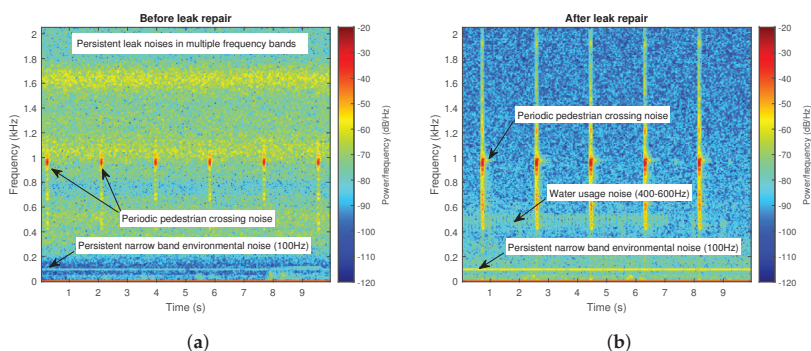 Before leak repair
Persistent leak noises in multiple frequency bands
Periodic pedestrian crossing noise
Persistent narrow band environmental noise (100Hz)
Frequency (kHz)
2
1.8
1.6
1.4
1.2
1
0.8
0.6
0.4
0.2
0
1 2 3 4 5 6 7 8 9
Time (s)
-20
-30
-40
-50
-60
-70
-80
-90
-100
-110
-120
Power/frequency (dB/Hz)
(a)
After leak repair
Periodic pedestrian crossing noise
Water usage noise (400-600Hz)
Persistent narrow band environmental noise (100Hz)
Frequency (kHz)
2
1.8
1.6
1.4
1.2
1
0.8
0.6
0.4
0.2
0
1 2 3 4 5 6 7 8 9
Time (s)
-20
-30
-40
-50
-60
-70
-80
-90
-100
-110
-120
Power/frequency (dB/Hz)
(b)